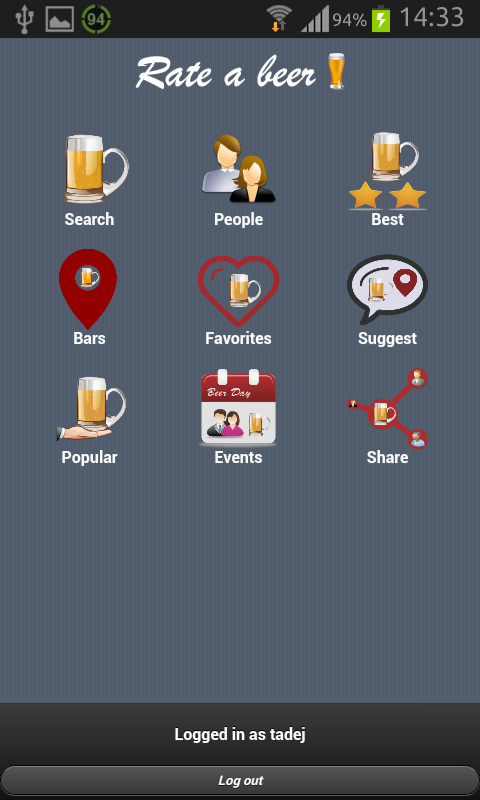 94 94% 14:33
Rate a beer
Search People Best
Bars Favorites Suggest
Beer Day
Popular Events Share
Logged in as tadej
Log out